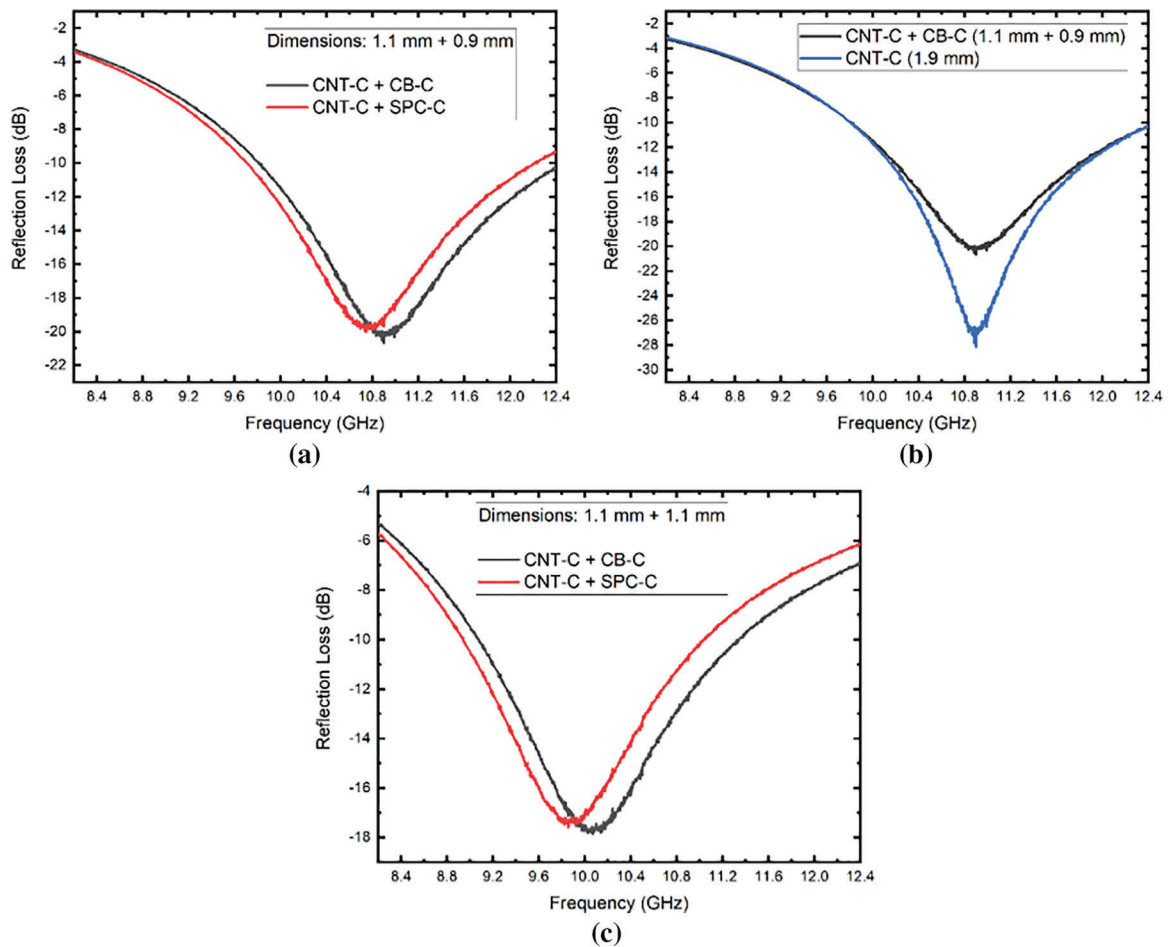 -2
-4
-6
-8
-10
-12
-14
-16
-18
-20
-22
Reflection Loss (dB)
Dimensions: 1.1 mm + 0.9 mm
CNT-C + CB-C
CNT-C + SPC-C
8.4 8.8 9.2 9.6 10.0 10.4 10.8 11.2 11.6 12.0 12.4
Frequency (GHz)
(a)
-2
-4
-6
-8
-10
-12
-14
-16
-18
-20
-22
-24
-26
-28
-30
Reflection Loss (dB)
CNT-C + CB-C (1.1 mm + 0.9 mm)
CNT-C (1.9 mm)
8.4 8.8 9.2 9.6 10.0 10.4 10.8 11.2 11.6 12.0 12.4
Frequency (GHz)
(b)
-4
-6
-8
-10
-12
-14
-16
-18
Reflection Loss (dB)
Dimensions: 1.1 mm + 1.1 mm
CNT-C + CB-C
CNT-C + SPC-C
8.4 8.8 9.2 9.6 10.0 10.4 10.8 11.2 11.6 12.0 12.4
Frequency (GHz)
(c)